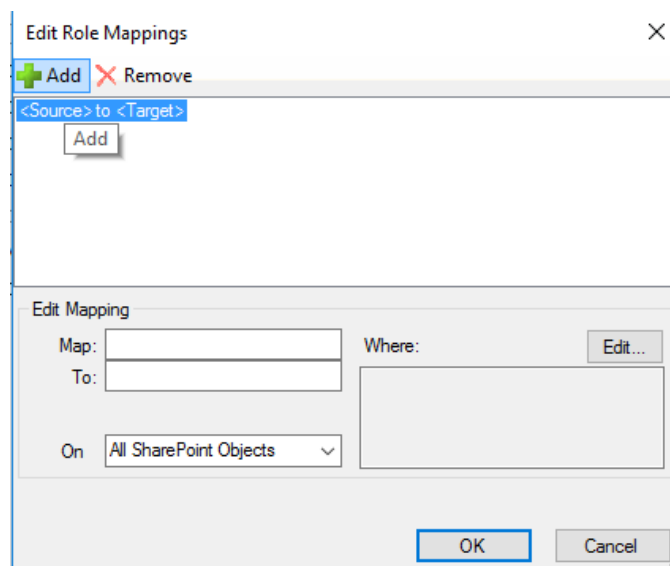 Edit Role Mappings
Add Remove
<Source> to <Target>
Add
Edit Mapping
Map: Where: Edit...
To:
On All SharePoint Objects
OK Cancel